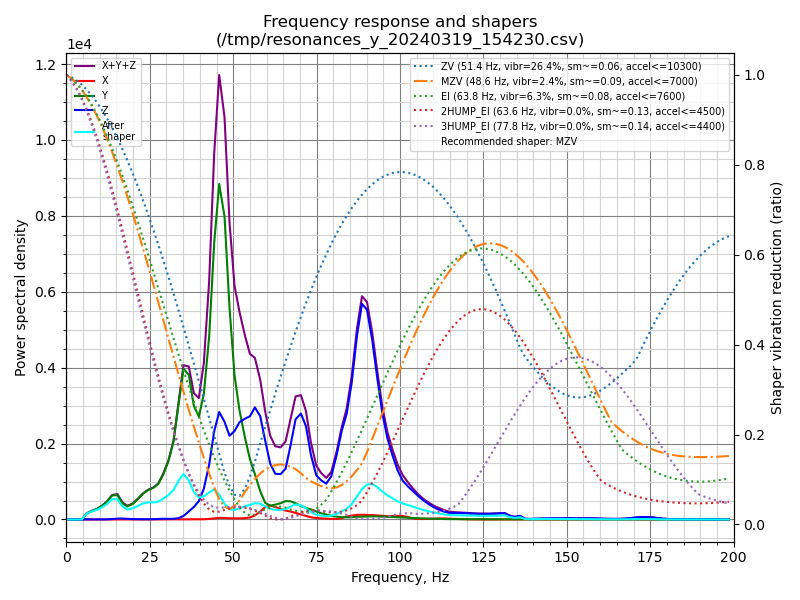 Frequency response and shapers
(/tmp/resonances_y_20240319_154230.csv)
1e4
X+Y+Z
X
Y
Z
After
shaper
ZV (51.4 Hz, vibr=26.4%, sm~=0.06, accel<=10300)
MZV (48.6 Hz, vibr=2.4%, sm~=0.09, accel<=7000)
EI (63.8 Hz, vibr=6.3%, sm~=0.08, accel<=7600)
2HUMP_EI (63.6 Hz, vibr=0.0%, sm~=0.13, accel<=4500)
3HUMP_EI (77.8 Hz, vibr=0.0%, sm~=0.14, accel<=4400)
Recommended shaper: MZV
Power spectral density
1.2
1.0
0.8
0.6
0.4
0.2
0.0
Shaper vibration reduction (ratio)
1.0
0.8
0.6
0.4
0.2
0.0
0 25 50 75 100 125 150 175 200
Frequency, Hz